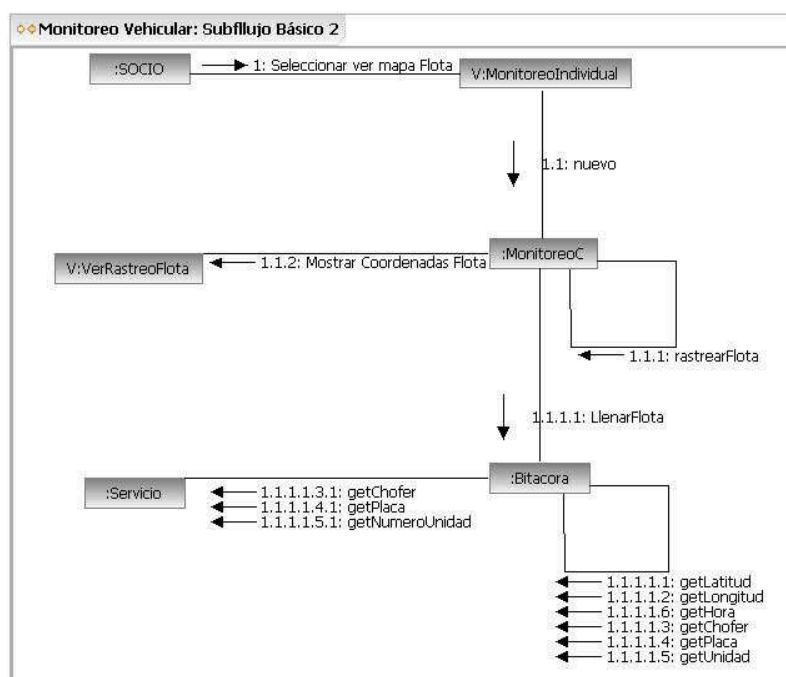 Monitoreo Vehicular: Subfllujo Básico 2
:SOCIO
1: Seleccionar ver mapa Flota
V:MonitoreoIndividual
1.1: nuevo
:MonitoreoC
V:VerRastreoFlota
1.1.2: Mostrar Coordenadas Flota
1.1.1: rastrearFlota
1.1.1.1: LlenarFlota
:Bitacora
:Servicio
1.1.1.1.3.1: getChofer
1.1.1.1.4.1: getPlaca
1.1.1.1.5.1: getNumeroUnidad
1.1.1.1.1: getLatitud
1.1.1.1.2: getLongitud
1.1.1.1.6: getHora
1.1.1.1.3: getChofer
1.1.1.1.4: getPlaca
1.1.1.1.5: getUnidad